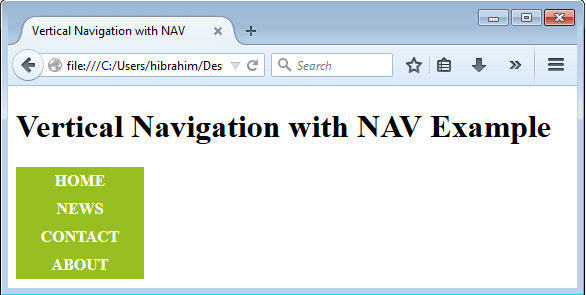 Vertical Navigation with NAV
file:///C:/Users/hibrahim/Des
Search
Vertical Navigation with NAV Example
HOME
NEWS
CONTACT
ABOUT